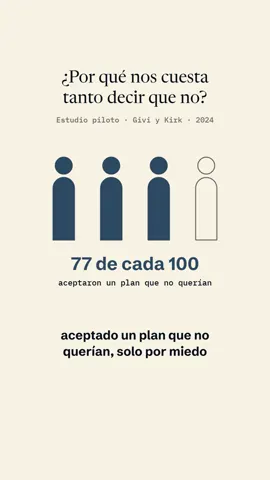 ¿Por qué nos cuesta
tanto decir que no?
Estudio piloto · Givi y Kirk · 2024
77 de cada 100
aceptaron un plan que no querían
aceptado un plan que no
querían, solo por miedo